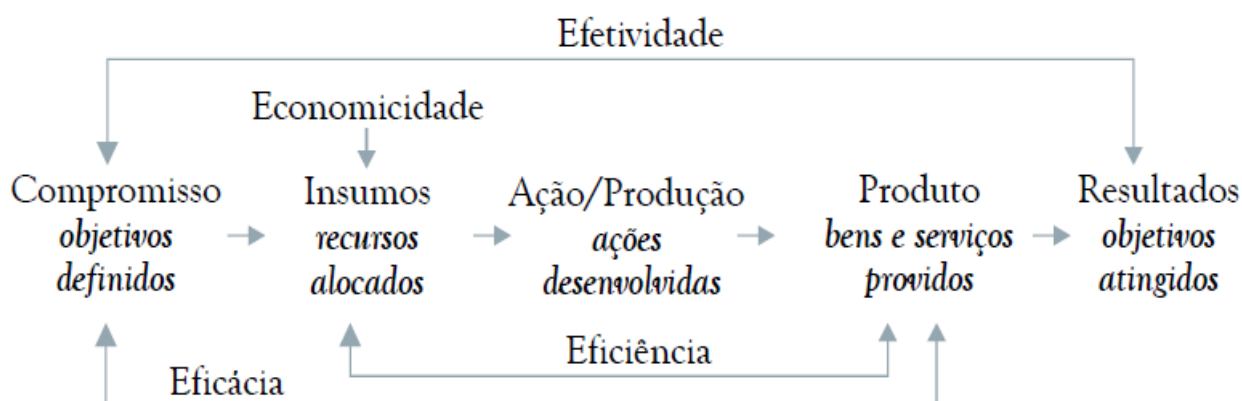 Efetividade
Economicidade
Compromisso
objetivos
definidos
Insumos
recursos
alocados
Ação/Produção
ações
desenvolvidas
Produto
bens e serviços
providos
Resultados
objetivos
atingidos
Eficiência
Eficácia